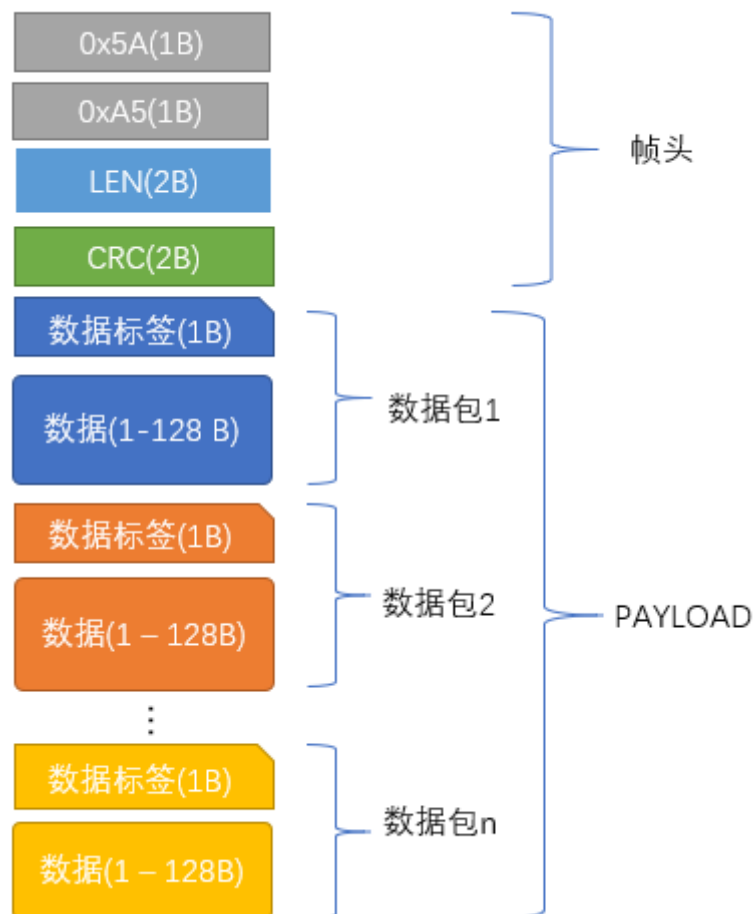 0x5A(1B)
0xA5(1B)
LEN(2B)
CRC(2B)
帧头
数据标签(1B)
数据(1-128 B)
数据包1
数据标签(1B)
数据(1 – 128B)
数据包2
PAYLOAD
⋮
数据标签(1B)
数据(1 – 128B)
数据包n